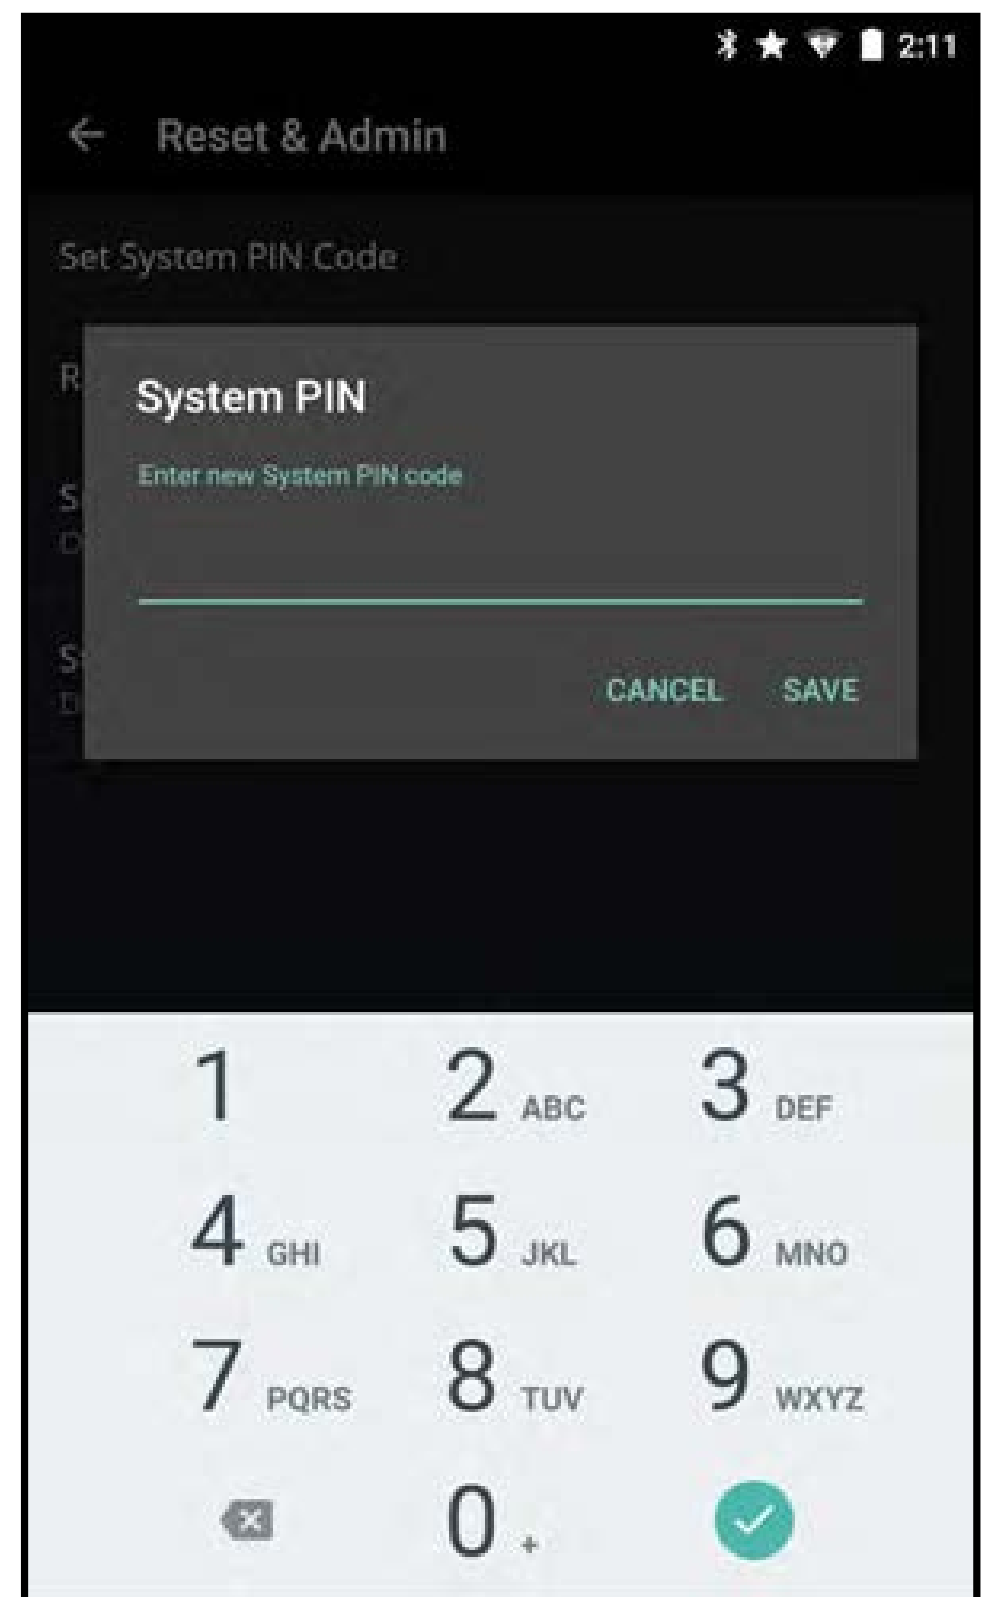 2:11
Reset & Admin
Set System PIN Code
R
System PIN
Enter new System PIN code
S
D
S
D
CANCEL SAVE
1
2 ABC
3 DEF
4 GHI
5 JKL
6 MNO
7 PQRS
8 TUV
9 WXYZ
0 +